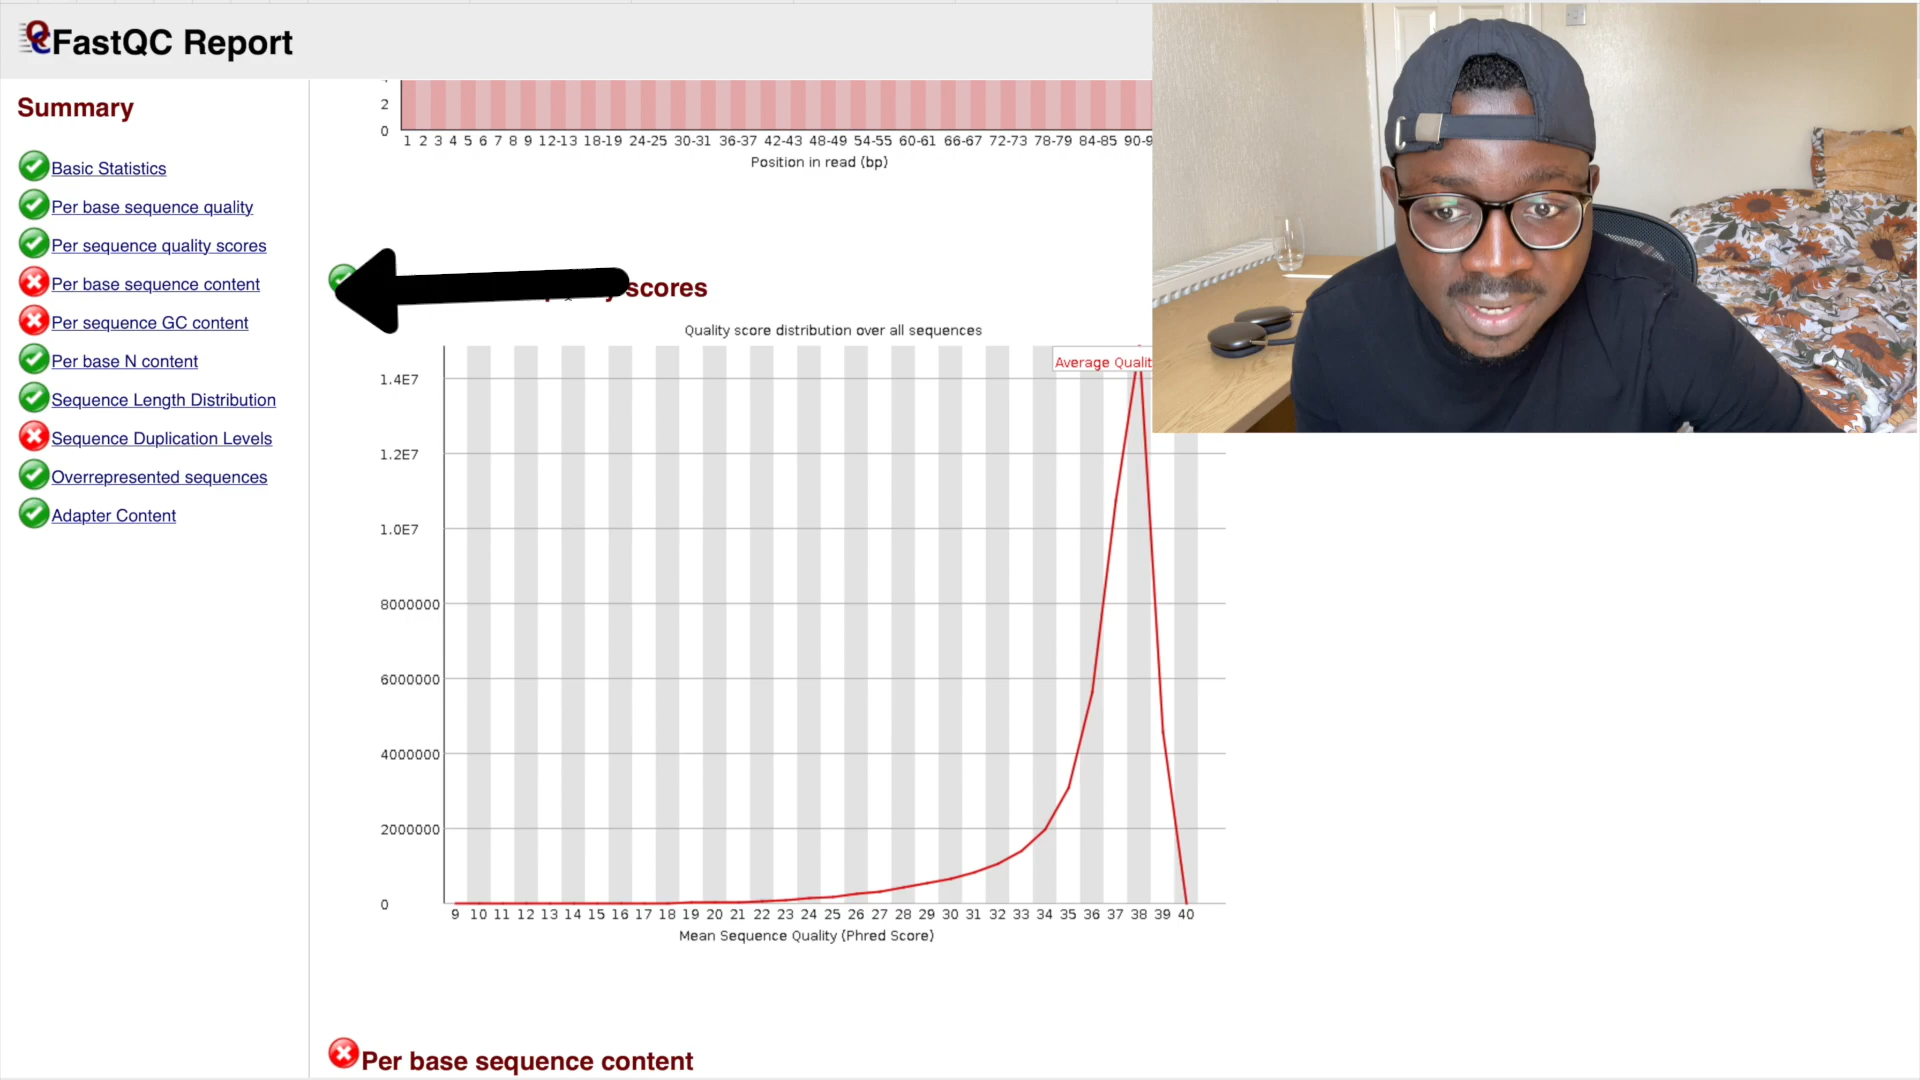 FastQC Report
Summary
Basic Statistics
Per base sequence quality
Per sequence quality scores
Per base sequence content
Per sequence GC content
Per base N content
Sequence Length Distribution
Sequence Duplication Levels
Overrepresented sequences
Adapter Content
2
0
1 2 3 4 5 6 7 8 9 12-13 18-19 24-25 30-31 36-37 42-43 48-49 54-55 60-61 66-67 72-73 78-79 84-85 90-9
Position in read (bp)
scores
Quality score distribution over all sequences
Average Qualit
1.4E7
1.2E7
1.0E7
8000000
6000000
4000000
2000000
0
9 10 11 12 13 14 15 16 17 18 19 20 21 22 23 24 25 26 27 28 29 30 31 32 33 34 35 36 37 38 39 40
Mean Sequence Quality (Phred Score)
Per base sequence content